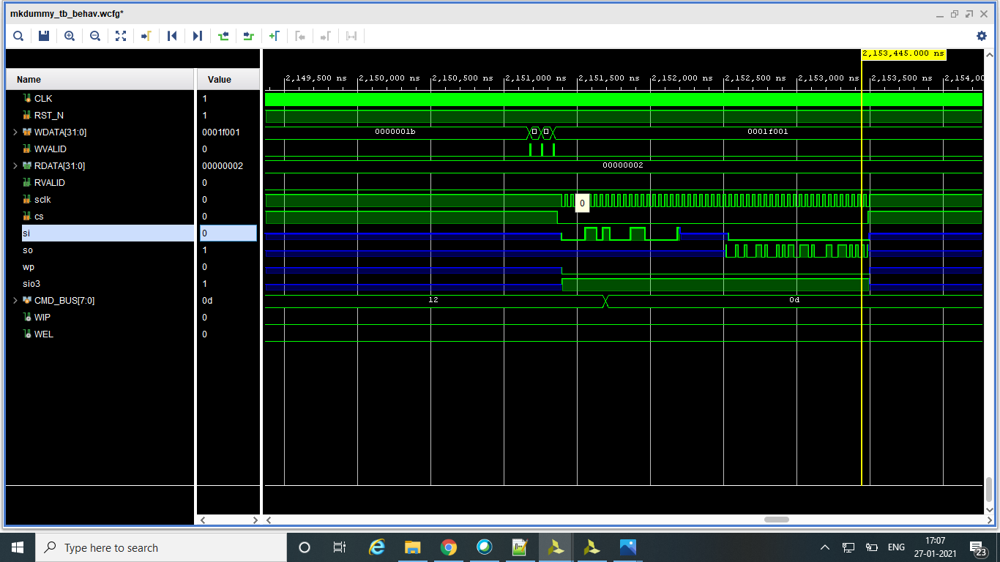 mkdummy_tb_behav.wcfg*
2,153,445.000 ns
Name Value
2,149,500 ns 2,150,000 ns 2,150,500 ns 2,151,000 ns 2,151,500 ns 2,152,000 ns 2,152,500 ns 2,153,000 ns 2,153,500 ns 2,154,00
CLK 1
RST_N 1
WDATA[31:0] 0001f001 0000001b 0001f001
WVALID 0
RDATA[31:0] 00000002 00000002
RVALID 0
sclk 0 0
cs 0
si 0
so 1
wp 0
sio3 1
CMD_BUS[7:0] 0d 12 0d
WIP 0
WEL 0
Type here to search
ENG
17:07
27-01-2021
23